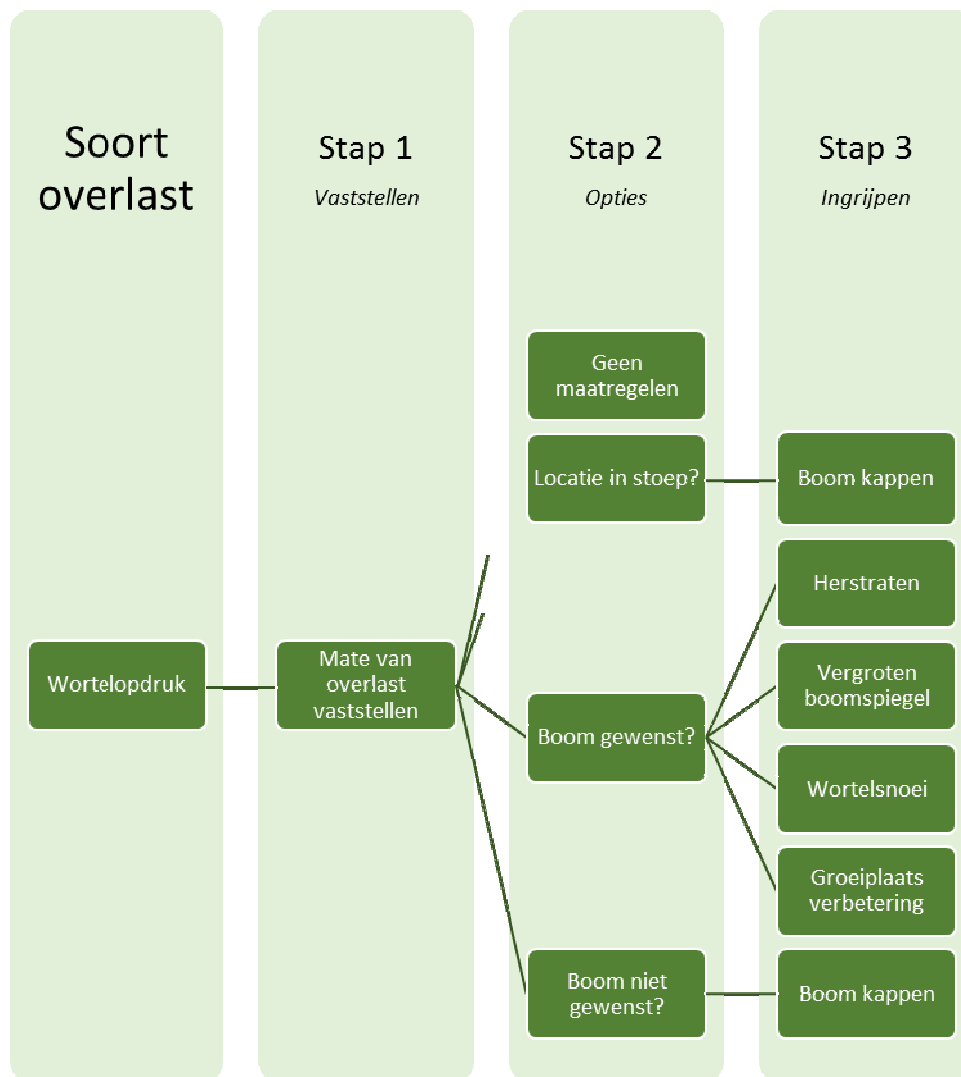 Soort
overlast
Stap 1
Vaststellen
Stap 2
Opties
Stap 3
Ingrijpen
Wortelopdruk
Mate van
overlast
vaststellen
Geen
maatregelen
Locatie in stoep?
Boom kappen
Boom gewenst?
Herstraten
Vergroten
boomspiegel
Wortelsnoei
Groeiplaats
verbetering
Boom niet
gewenst?
Boom kappen